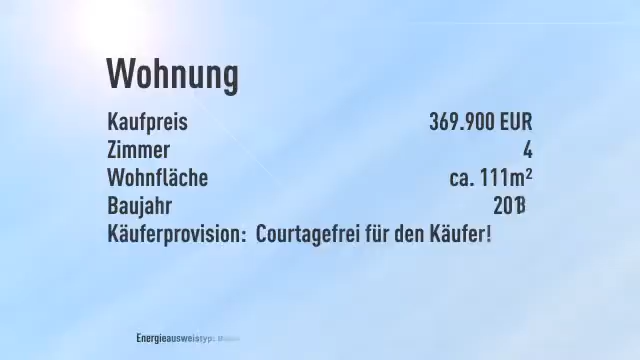 Wohnung
Kaufpreis 369.900 EUR
Zimmer 4
Wohnfläche ca. 111m²
Baujahr
Käuferprovision: Courtagefrei für den Käufer!
Energieausweistyp: